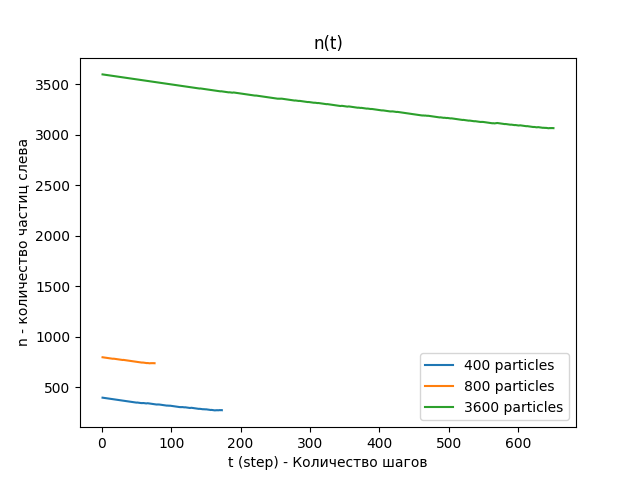 n(t)
n - количество частиц слева
3500
3000
2500
2000
1500
1000
500
0
100
200
300
400
500
600
t (step) - Количество шагов
400 particles
800 particles
3600 particles